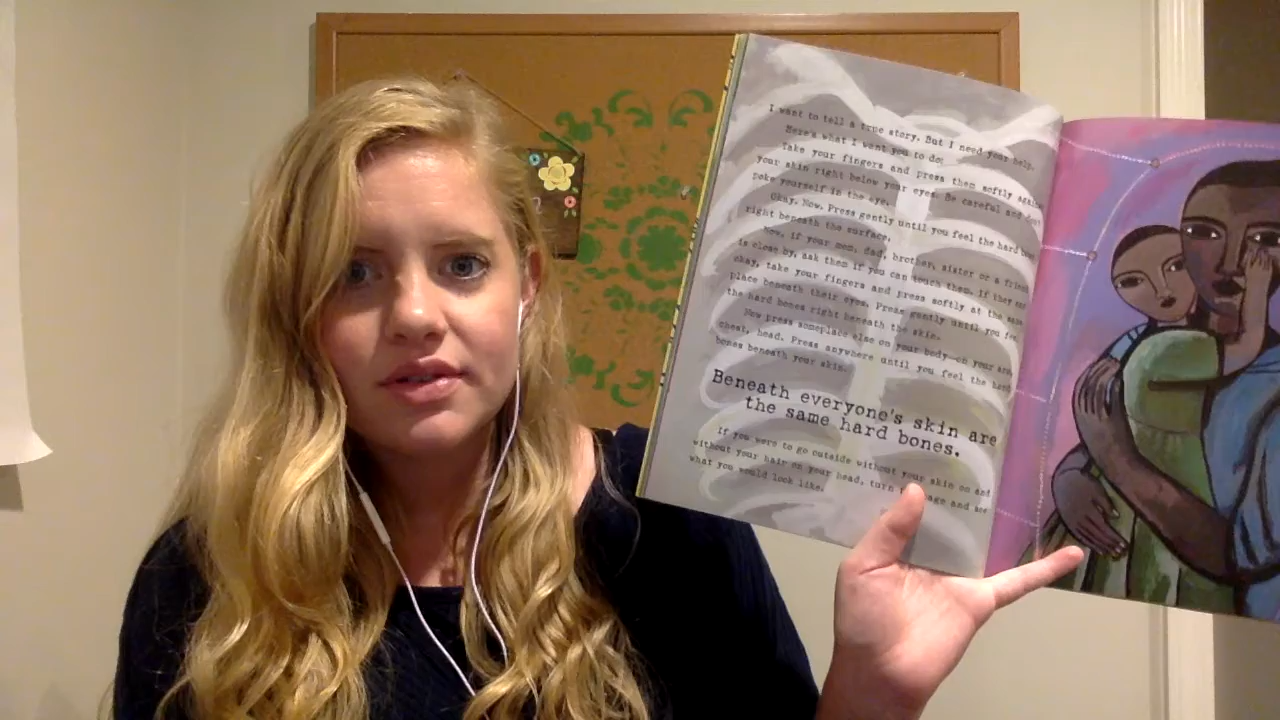 I want to tell a true story. But I need your help.
Here's what I want you to do:
Take your fingers and press them softly against
your skin right below your eyes. Be careful and don't
poke yourself in the eye.
Okay. Now. Press gently until you feel the hard bones
right beneath the surface.
Now, if your mom, dad, brother, sister or a friend
is close by, ask them if you can touch them. If they say
okay, take your fingers and press softly at the same
place beneath their eyes. Press gently until you feel
the hard bones right beneath the skin.
Now press someplace else on your body—on your arm,
chest, head. Press anywhere until you feel the hard
bones beneath your skin.
Beneath everyone's skin are
the same hard bones.
If you were to go outside without your skin on and
without your hair on your head, turn page and see
what you would look like.